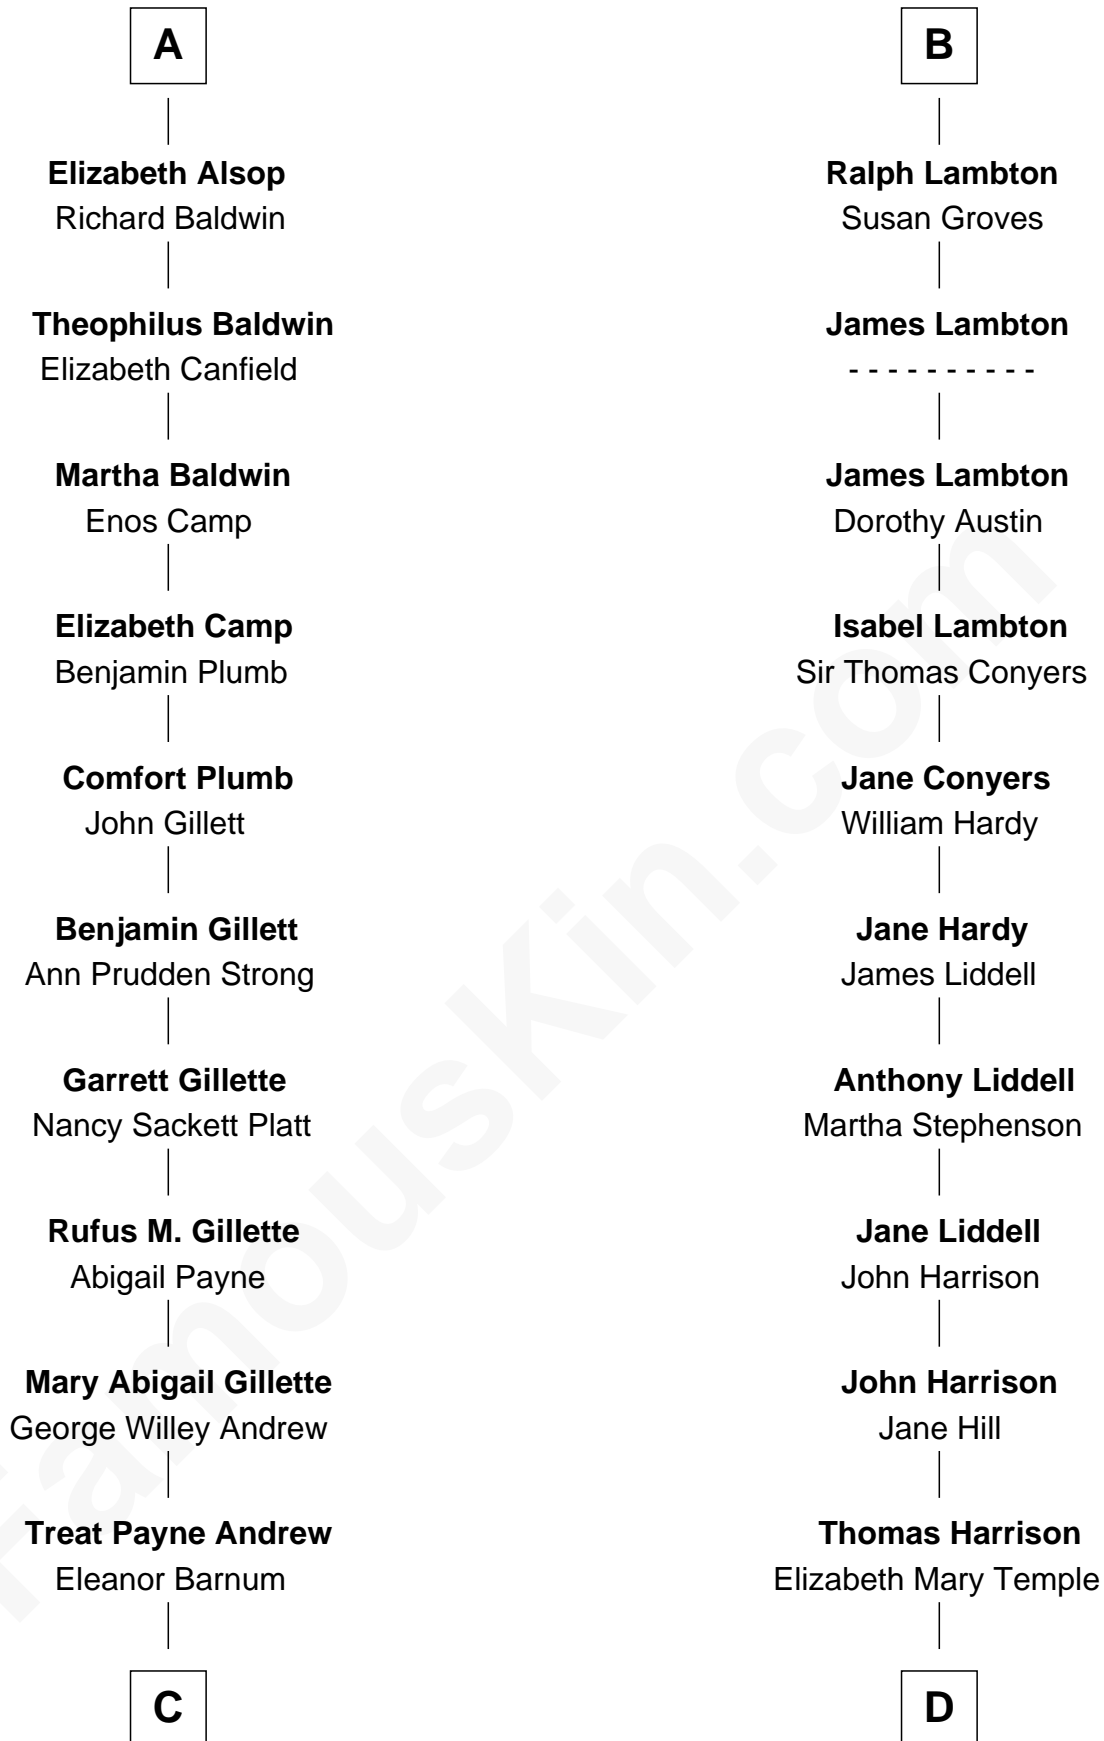 A
Elizabeth Alsop
Richard Baldwin
Theophilus Baldwin
Elizabeth Canfield
Martha Baldwin
Enos Camp
Elizabeth Camp
Benjamin Plumb
Comfort Plumb
John Gillett
Benjamin Gillett
Ann Prudden Strong
Garrett Gillette
Nancy Sackett Platt
Rufus M. Gillette
Abigail Payne
Mary Abigail Gillette
George Willey Andrew
Treat Payne Andrew
Eleanor Barnum
C
B
Ralph Lambton
Susan Groves
James Lambton
- - - - - - - - - -
James Lambton
Dorothy Austin
Isabel Lambton
Sir Thomas Conyers
Jane Conyers
William Hardy
Jane Hardy
James Liddell
Anthony Liddell
Martha Stephenson
Jane Liddell
John Harrison
John Harrison
Jane Hill
Thomas Harrison
Elizabeth Mary Temple
D
FamousKin.com